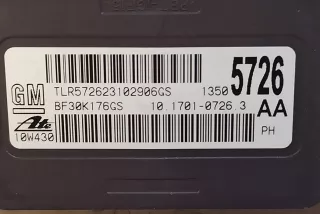 GM
TLR572623102906GS 1350 5726
BF30K176GS 10 1701-0726 3 AA
Ate
10W430 PH